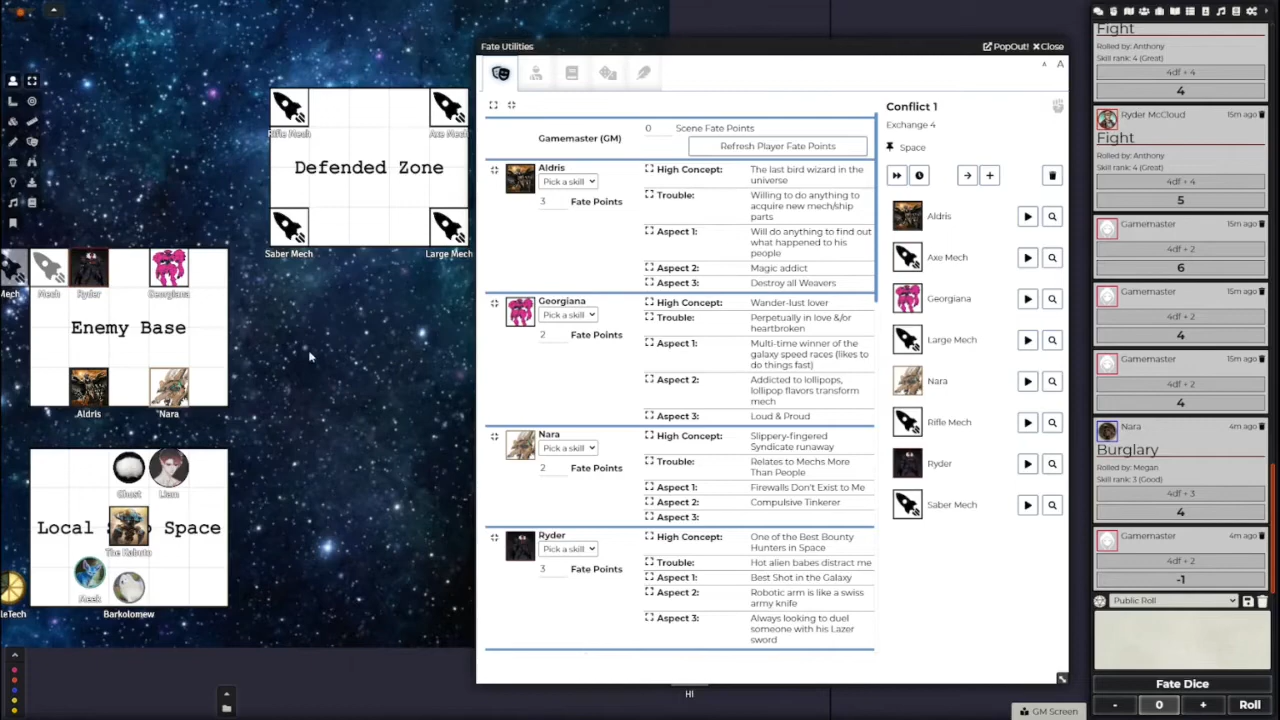 Rifle Mech
Axe Mech
Defended Zone
Saber Mech
Large Mech
Mech
Mech
Ryder
Georgiana
Enemy Base
Aldris
Nara
Ghost
Liam
Local
Space
The Kabuto
Neek
Barkolomew
leTech
Fate Utilities
PopOut!
Close
A
A
Gamemaster (GM)
0
Scene Fate Points
Refresh Player Fate Points
Aldris
Pick a skill
3
Fate Points
High Concept:
The last bird wizard in the
universe
Trouble:
Willing to do anything to
acquire new mech/ship
parts
Aspect 1:
Will do anything to find out
what happened to his
people
Aspect 2:
Magic addict
Aspect 3:
Destroy all Weavers
Georgiana
Pick a skill
2
Fate Points
High Concept:
Wander-lust lover
Trouble:
Perpetually in love &/or
heartbroken
Aspect 1:
Multi-time winner of the
galaxy speed races (likes to
do things fast)
Aspect 2:
Addicted to lollipops,
lollipop flavors transform
mech
Aspect 3:
Loud & Proud
Nara
Pick a skill
2
Fate Points
High Concept:
Slippery-fingered
Syndicate runaway
Trouble:
Relates to Mechs More
Than People
Aspect 1:
Firewalls Don't Exist to Me
Aspect 2:
Compulsive Tinkerer
Aspect 3:
Ryder
Pick a skill
3
Fate Points
High Concept:
One of the Best Bounty
Hunters in Space
Trouble:
Hot alien babes distract me
Aspect 1:
Best Shot in the Galaxy
Aspect 2:
Robotic arm is like a swiss
army knife
Aspect 3:
Always looking to duel
someone with his Lazer
sword
Conflict 1
Exchange 4
Space
Aldris
Axe Mech
Georgiana
Large Mech
Nara
Rifle Mech
Ryder
Saber Mech
HI
GM Screen
Fight
Rolled by: Anthony
Skill rank: 4 (Great)
4df + 4
4
Ryder McCloud
15m ago
Fight
Rolled by: Anthony
Skill rank: 4 (Great)
4df + 4
5
Gamemaster
15m ago
4df + 2
6
Gamemaster
15m ago
4df + 2
4
Gamemaster
15m ago
4df + 2
4
Nara
4m ago
Burglary
Rolled by: Megan
Skill rank: 3 (Good)
4df + 3
4
Gamemaster
4m ago
4df + 2
-1
Public Roll
Fate Dice
-
0
+
Roll